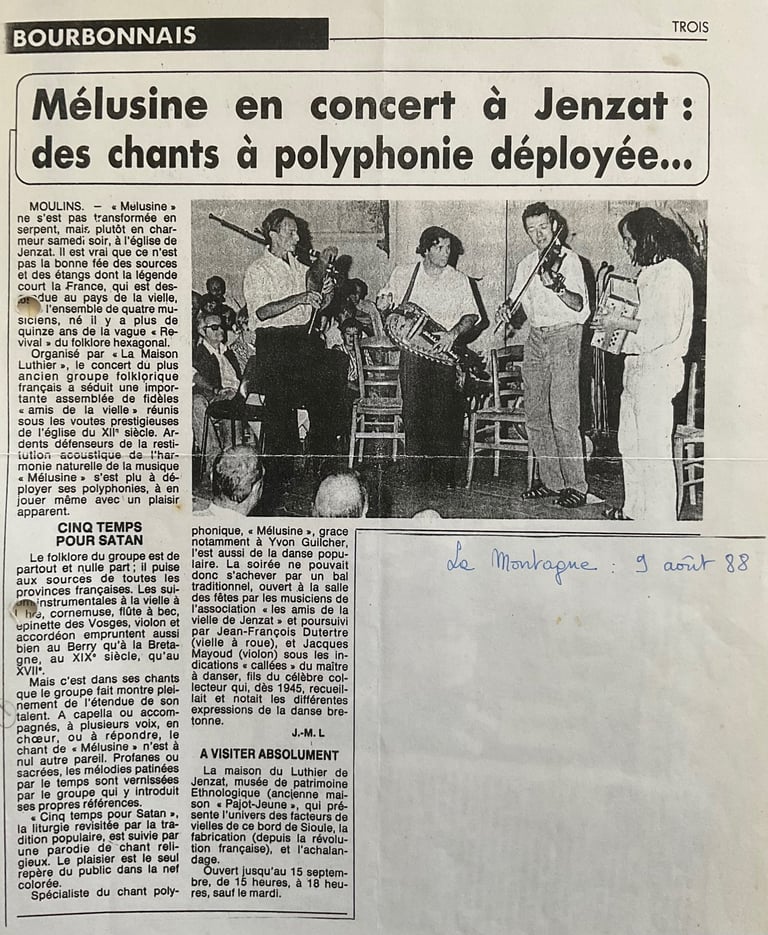 BOURBONNAIS
TROIS
Mélusine en concert à Jenzat :
des chants à polyphonie déployée...
MOULINS. — « Melusine »
ne s'est pas transformée en
serpent, mais plutôt en char-
meur samedi soir, à l'église de
Jenzat. Il est vrai que ce n'est
pas la bonne fée des sources
et des étangs dont la légende
court la France, qui est des-
due au pays de la vielle,
l'ensemble de quatre mu-
siciens, né il y a plus de
quinze ans de la vague « Re-
vival » du folklore hexagonal.
Organisé par « La Maison
Luthier », le concert du plus
ancien groupe folklorique
français a séduit une impor-
tante assemblée de fidèles
« amis de la vielle » réunis
sous les voutes prestigieuses
de l'église du XIIe siècle. Ar-
dents défenseurs de la resti-
tution acoustique de l'har-
monie naturelle de la musique
« Mélusine » s'est plu à dé-
ployer ses polyphonies, à en
jouer même avec un plaisir
apparent.
CINQ TEMPS
POUR SATAN
Le folklore du groupe est de
partout et nulle part ; il puise
aux sources de toutes les
provinces françaises. Les sui-
instrumentales à la vielle à
cornemuse, flûte à bec,
épinette des Vosges, violon et
accordéon empruntent aussi
bien au Berry qu'à la Breta-
gne, au XIXe siècle, qu'au
XVIIe.
Mais c'est dans ses chants
que le groupe fait montre plei-
nement de l'étendue de son
talent. A capella ou accom-
pagnés, à plusieurs voix, en
chœur, ou à répondre, le
chant de « Mélusine » n'est à
nul autre pareil. Profanes ou
sacrées, les mélodies patinées
par le temps sont vernissées
par le groupe qui y introduit
ses propres références.
« Cinq temps pour Satan »,
la liturgie revisitée par la tra-
dition populaire, est suivie par
une parodie de chant reli-
gieux. Le plaisier est le seul
repère du public dans la nef
colorée.
Spécialiste du chant poly-
phonique, « Mélusine », grace
notamment à Yvon Guilcher,
l'est aussi de la danse popu-
laire. La soirée ne pouvait
donc s'achever par un bal
traditionnel, ouvert à la salle
des fêtes par les musiciens de
l'association « les amis de la
vielle de Jenzat » et poursuivi
par Jean-François Dutertre
(vielle à roue), et Jacques
Mayoud (violon) sous les in-
dications « callées » du maître
à danser, fils du célèbre col-
lecteur qui, dès 1945, recueil-
lait et notait les différentes
expressions de la danse bre-
tonne.
J.-M. L
A VISITER ABSOLUMENT
La maison du Luthier de
Jenzat, musée de patrimoine
Ethnologique (ancienne mai-
son « Pajot-Jeune », qui pré-
sente l'univers des facteurs de
vielles de ce bord de Sioule, la
fabrication (depuis la révolu-
tion française), et l'achalan-
dage.
Ouvert jusqu'au 15 septem-
bre, de 15 heures, à 18 heu-
res, sauf le mardi.
La Montagne : 9 août 88